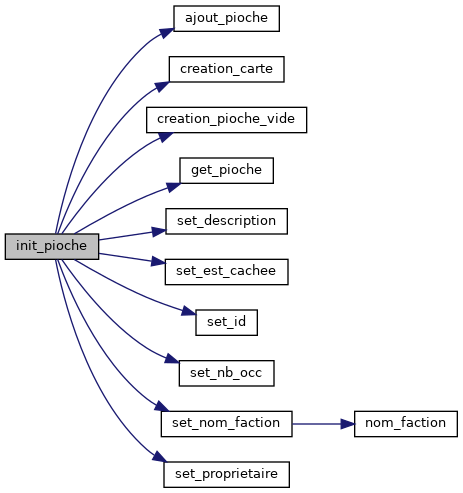 ajout_pioche
creation_carte
creation_pioche_vide
get_pioche
set_description
init_pioche
set_est_cachee
set_id
set_nb_occ
set_nom_faction
nom_faction
set_proprietaire